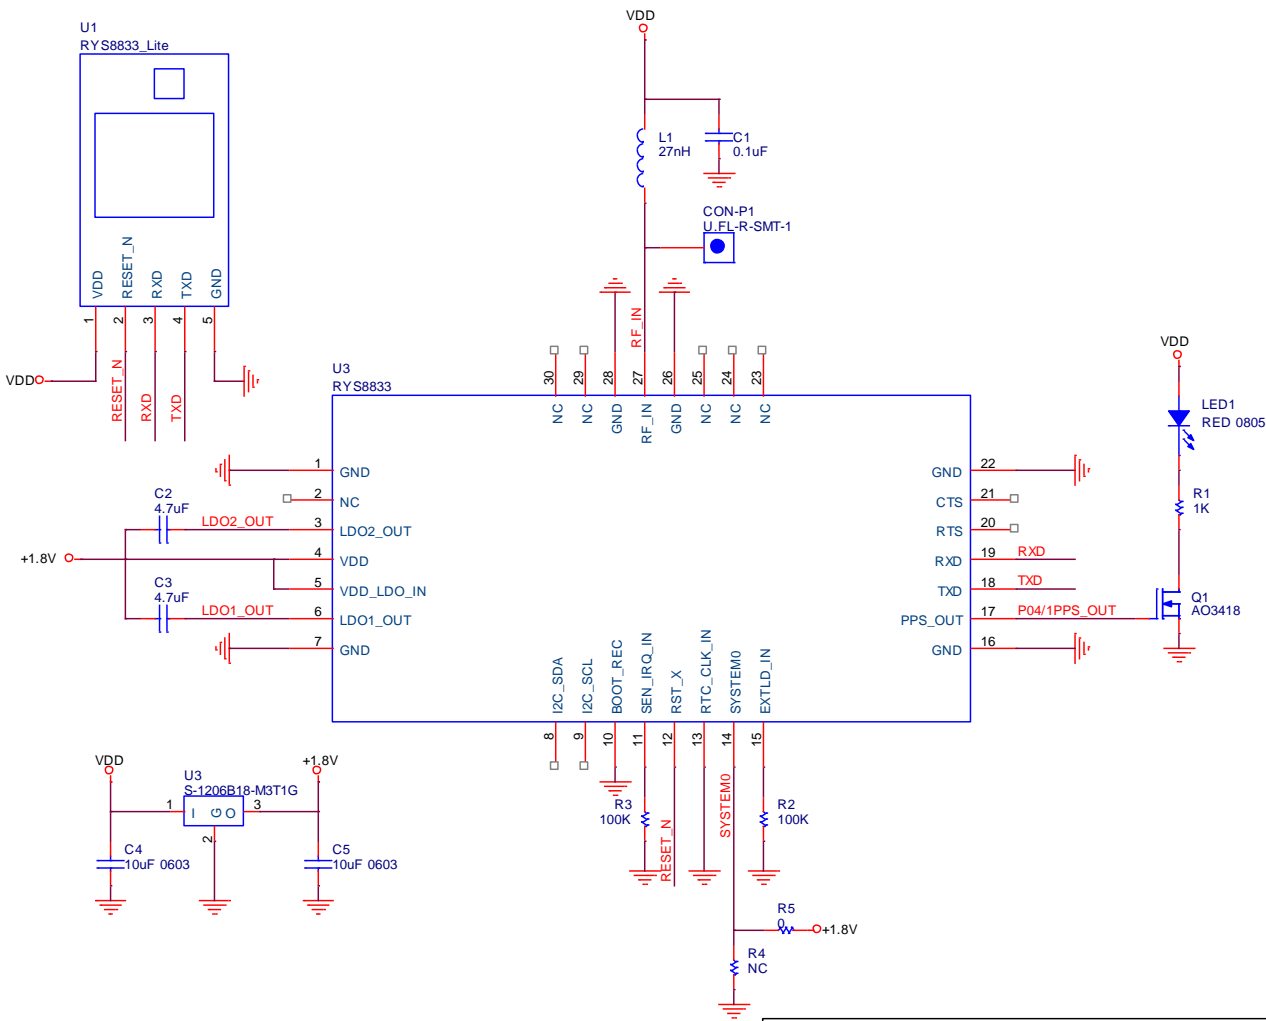 U1
RYS8833_Lite
VDD
RESET_N
RXD
TXD
GND
1
2
3
4
5
VDD
RESET_N
RXD
TXD
VDD
L1
27nH
C1
0.1uF
CON-P1
U.FL-R-SMT-1
RF_IN
30
29
28
27
26
25
24
23
NC
NC
GND
RF_IN
GND
NC
NC
NC
U3
RYS8833
1
GND
2
NC
C2
4.7uF
LDO2_OUT
3
LDO2_OUT
+1.8V
4
VDD
5
VDD_LDO_IN
C3
4.7uF
LDO1_OUT
6
LDO1_OUT
7
GND
GND
22
CTS
21
RTS
20
RXD
19
RXD
TXD
18
TXD
PPS_OUT
17
P04/1PPS_OUT
GND
16
VDD
LED1
RED 0805
R1
1K
Q1
AO3418
I2C_SDA
I2C_SCL
BOOT_REC
SEN_IRQ_IN
RST_X
RTC_CLK_IN
SYSTEM0
EXTLD_IN
8
9
10
11
12
13
14
15
R3
100K
RESET_N
SYSTEM0
R2
100K
R5
0
+1.8V
R4
NC
VDD
+1.8V
U3
S-1206B18-M3T1G
1
I
G
O
3
2
C4
10uF 0603
C5
10uF 0603